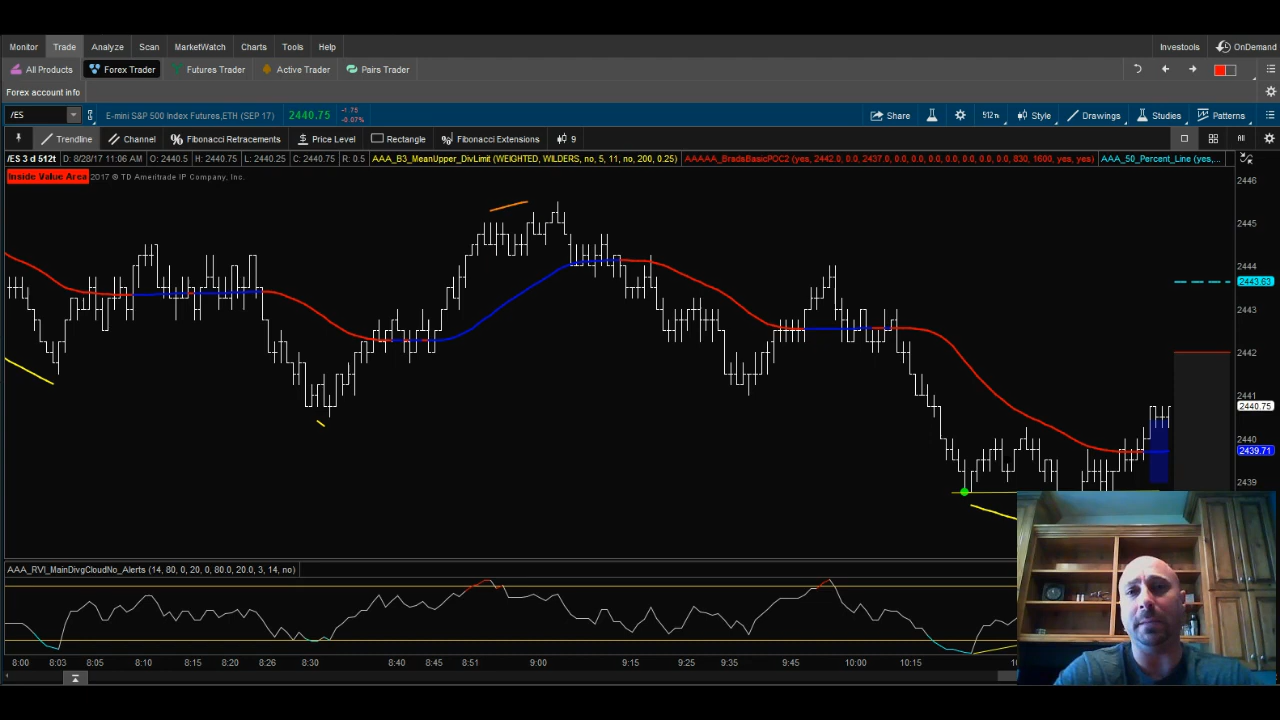 Monitor Trade Analyze Scan MarketWatch Charts Tools Help Investools OnDemand
All Products Forex Trader Futures Trader Active Trader Pairs Trader
Forex account info
/ES E-mini S&P 500 Index Futures,ETH (SEP 17) 2440.75 -1.75 -0.07% Share 512t Style Drawings Studies Patterns
Trendline Channel Fibonacci Retracements Price Level Rectangle Fibonacci Extensions 9
/ES 3 d 512t D: 8/28/17 11:06 AM O: 2440.5 H: 2440.75 L: 2440.25 C: 2440.75 R: 0.5 AAA_B3_MeanUpper_DivLimit (WEIGHTED, WILDERS, no, 5, 11, no, 200, 0.25) AAAAA_BradsBasicPOC2 (yes, 2442.0, 0.0, 2437.0, 0.0, 0.0, 0.0, 0.0, 0.0, 0.0, 0.0, 0.0, 830, 1600, yes, yes) AAA_50_Percent_Line (yes,...
Inside Value Area 2017 © TD Ameritrade IP Company, Inc.
2446
2445
2444
2443.63
2443
2442
2441
2440.75
2440
2439.71
2439
AAA_RVI_MainDivgCloudNo_Alerts (14, 80, 0, 20, 0, 80.0, 20.0, 3, 14, no)
8:00 8:03 8:05 8:10 8:15 8:20 8:26 8:30 8:40 8:45 8:51 9:00 9:15 9:25 9:35 9:45 10:00 10:15